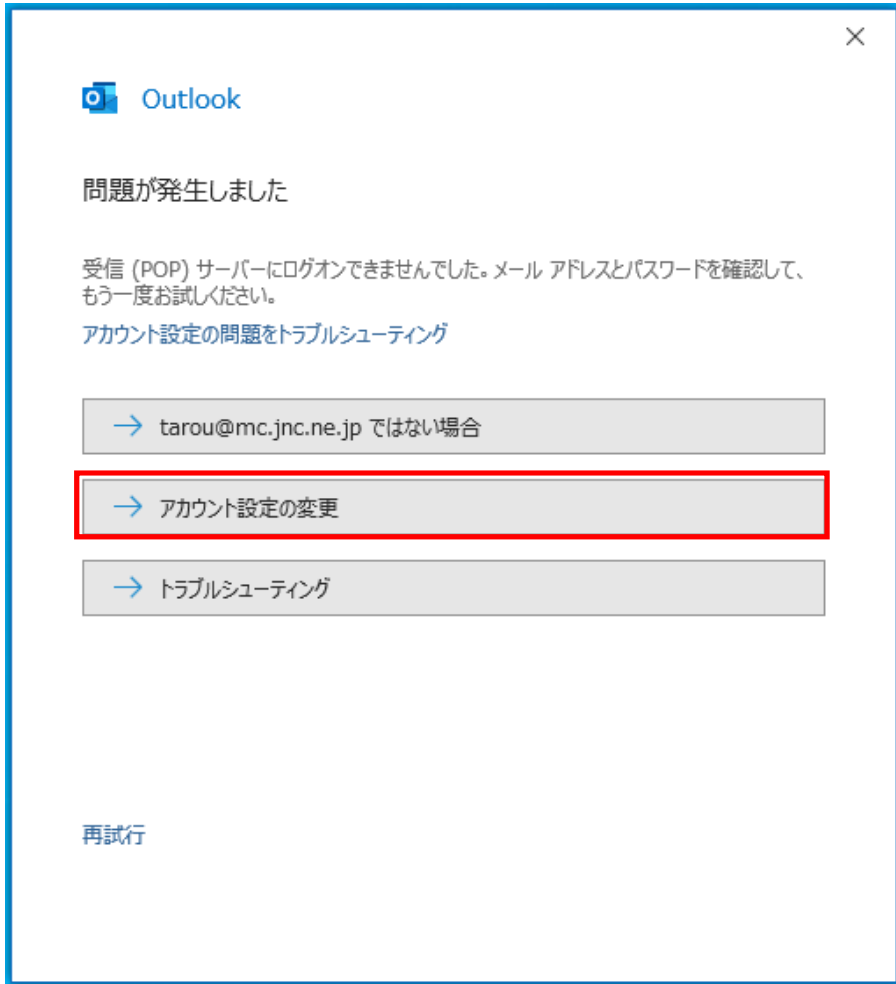 Outlook
問題が発生しました
受信 (POP) サーバーにログオンできませんでした。メール アドレスとパスワードを確認して、
もう一度お試しください。
アカウント設定の問題をトラブルシューティング
→ tarou@mc.jnc.ne.jp ではない場合
→ アカウント設定の変更
→ トラブルシューティング
再試行